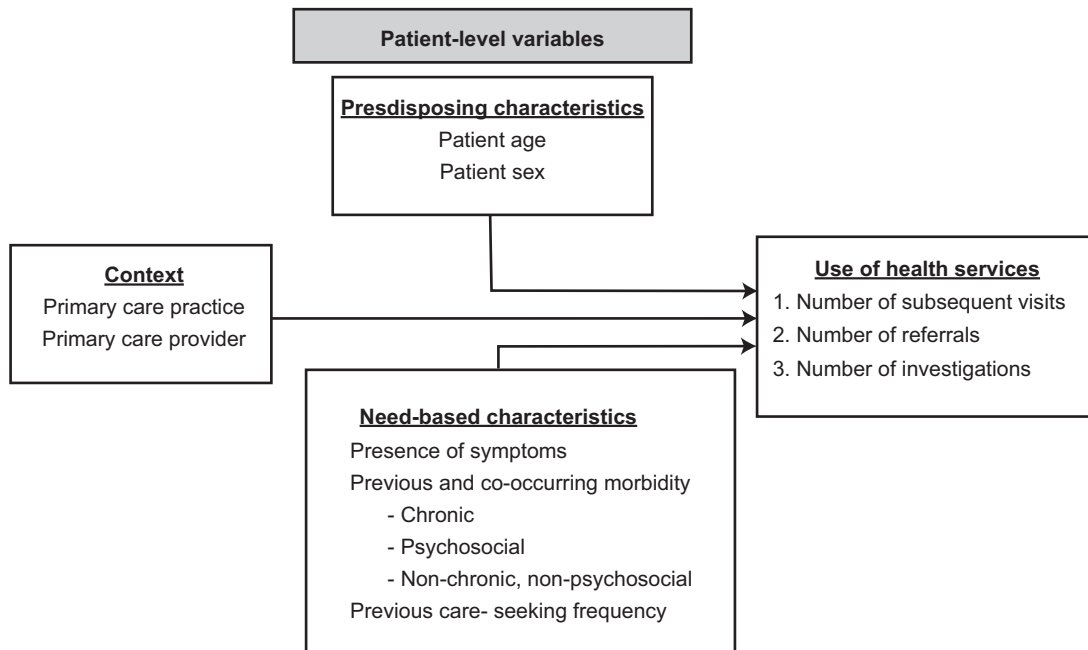 Patient-level variables
Presdisposing characteristics
Patient age
Patient sex
Context
Primary care practice
Primary care provider
Use of health services
1. Number of subsequent visits
2. Number of referrals
3. Number of investigations
Need-based characteristics
Presence of symptoms
Previous and co-occurring morbidity
- Chronic
- Psychosocial
- Non-chronic, non-psychosocial
Previous care- seeking frequency